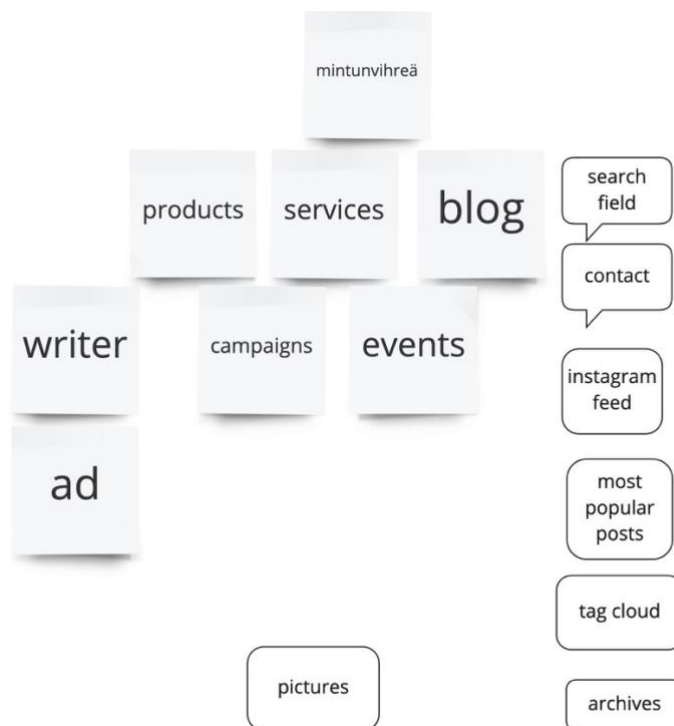 mintunvihreä
products
services
blog
search
field
contact
writer
campaigns
events
instagram
feed
ad
most
popular
posts
tag cloud
pictures
archives